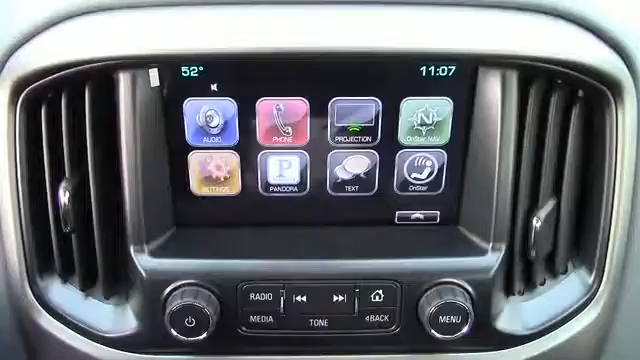 52° 11:07
AUDIO PHONE PROJECTION OnStar NAV
SETTINGS PANDORA TEXT OnStar
RADIO
MEDIA TONE BACK
MENU